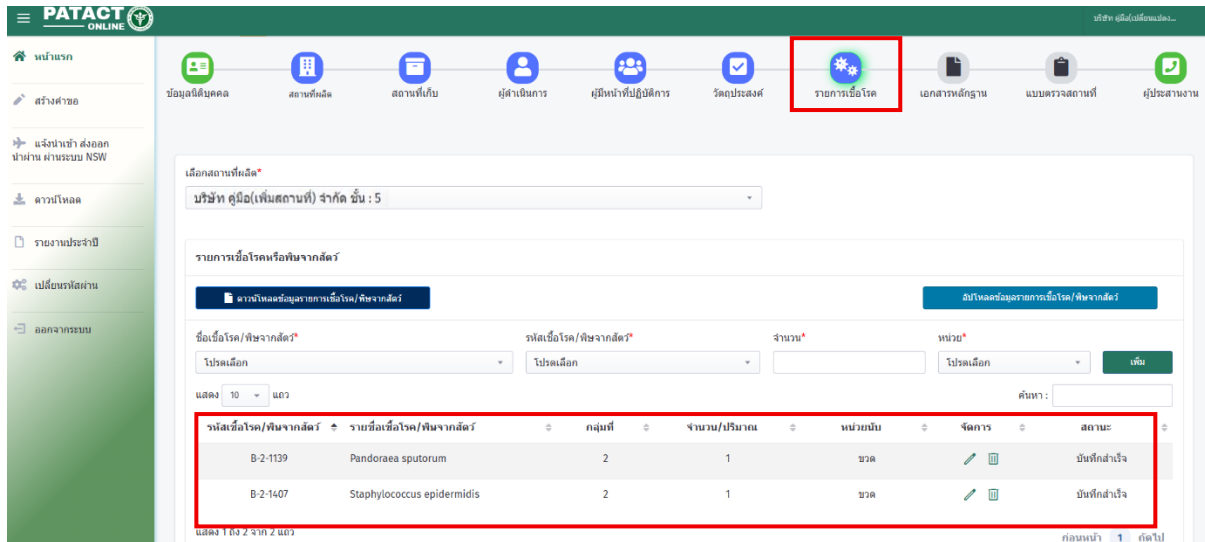 PATACT
ONLINE
บริษัท คู่มือ(เปลี่ยนแปลง...
หน้าแรก
สร้างคำขอ
แจ้งนำเข้า ส่งออก
นำผ่าน ผ่านระบบ NSW
ดาวน์โหลด
รายงานประจำปี
เปลี่ยนรหัสผ่าน
ออกจากระบบ
ข้อมูลนิติบุคคล สถานที่ผลิต สถานที่เก็บ ผู้ดำเนินการ ผู้มีหน้าที่ปฏิบัติการ วัตถุประสงค์ รายการเชื้อโรค เอกสารหลักฐาน แบบตรวจสถานที่ ผู้ประสานงาน
เลือกสถานที่ผลิต*
บริษัท คู่มือ(เพิ่มสถานที่) จำกัด ชั้น : 5
รายการเชื้อโรคหรือพิษจากสัตว์
ดาวน์โหลดข้อมูลรายการเชื้อโรค/พิษจากสัตว์ อัปโหลดข้อมูลรายการเชื้อโรค/พิษจากสัตว์
ชื่อเชื้อโรค/พิษจากสัตว์* รหัสเชื้อโรค/พิษจากสัตว์* จำนวน* หน่วย*
โปรดเลือก โปรดเลือก โปรดเลือก เพิ่ม
แสดง 10 แถว ค้นหา :
รหัสเชื้อโรค/พิษจากสัตว์ รายชื่อเชื้อโรค/พิษจากสัตว์ กลุ่มที่ จำนวน/ปริมาณ หน่วยนับ จัดการ สถานะ
B-2-1139 Pandoraea sputorum 2 1 ขวด บันทึกสำเร็จ
B-2-1407 Staphylococcus epidermidis 2 1 ขวด บันทึกสำเร็จ
แสดง 1 ถึง 2 จาก 2 แถว ก่อนหน้า 1 ถัดไป